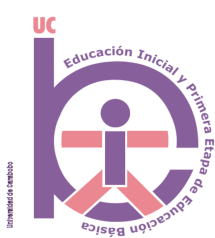 UC
Educación Inicial y Primera Etapa de Educación Básica
Universidad de Carabobo